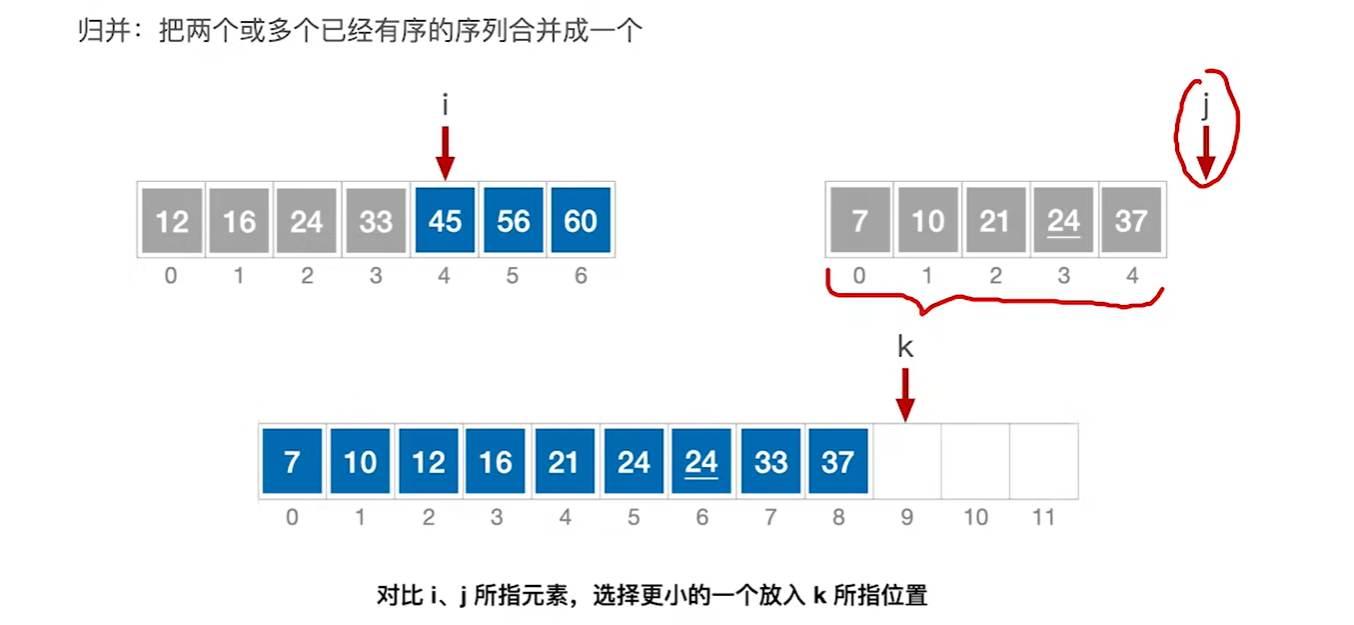 归并：把两个或多个已经有序的序列合并成一个
i j
12 16 24 33 45 56 60 7 10 21 24 37
0 1 2 3 4 5 6 0 1 2 3 4
k
7 10 12 16 21 24 24 33 37
0 1 2 3 4 5 6 7 8 9 10 11
对比 i、j 所指元素，选择更小的一个放入 k 所指位置